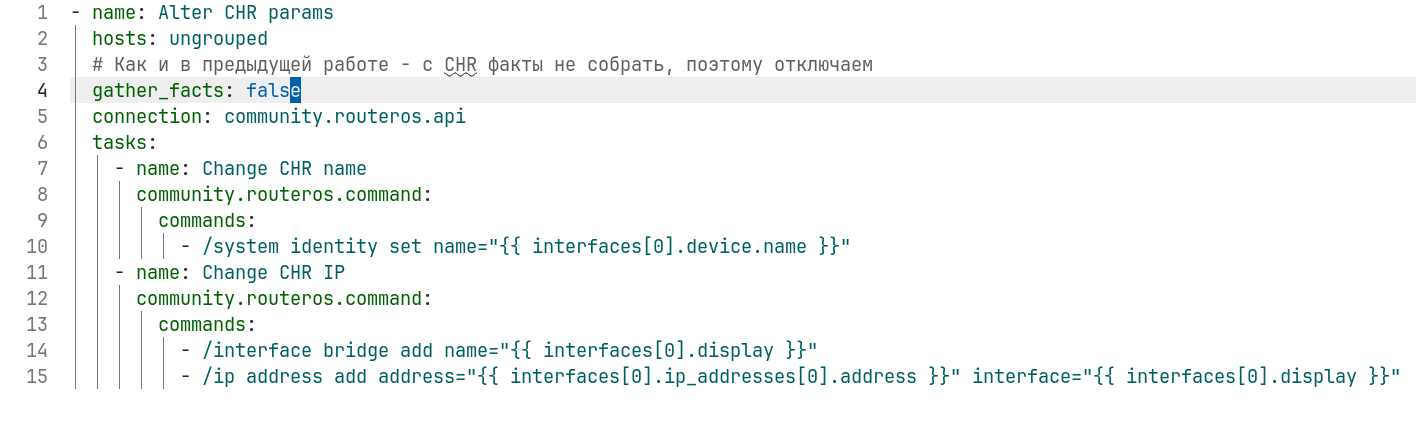 1 - name: Alter CHR params
2 hosts: ungrouped
3 # Как и в предыдущей работе - с CHR факты не собрать, поэтому отключаем
4 gather_facts: false
5 connection: community.routeros.api
6 tasks:
7 - name: Change CHR name
8 community.routeros.command:
9 commands:
10 - /system identity set name="{{ interfaces[0].device.name }}"
11 - name: Change CHR IP
12 community.routeros.command:
13 commands:
14 - /interface bridge add name="{{ interfaces[0].display }}"
15 - /ip address add address="{{ interfaces[0].ip_addresses[0].address }}" interface="{{ interfaces[0].display }}"